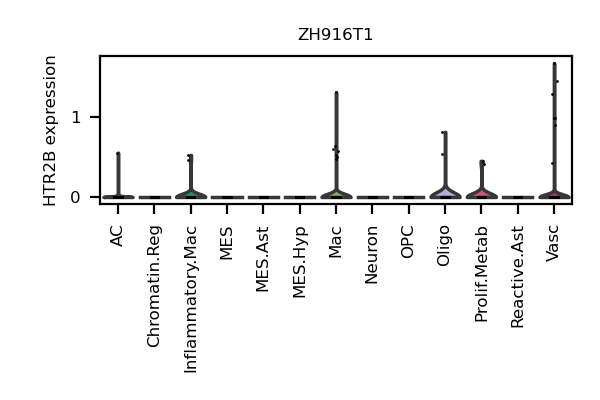 ZH916T1
HTR2B expression
1
0
AC
Chromatin.Reg
Inflammatory.Mac
MES
MES.Ast
MES.Hyp
Mac
Neuron
OPC
Oligo
Prolif.Metab
Reactive.Ast
Vasc